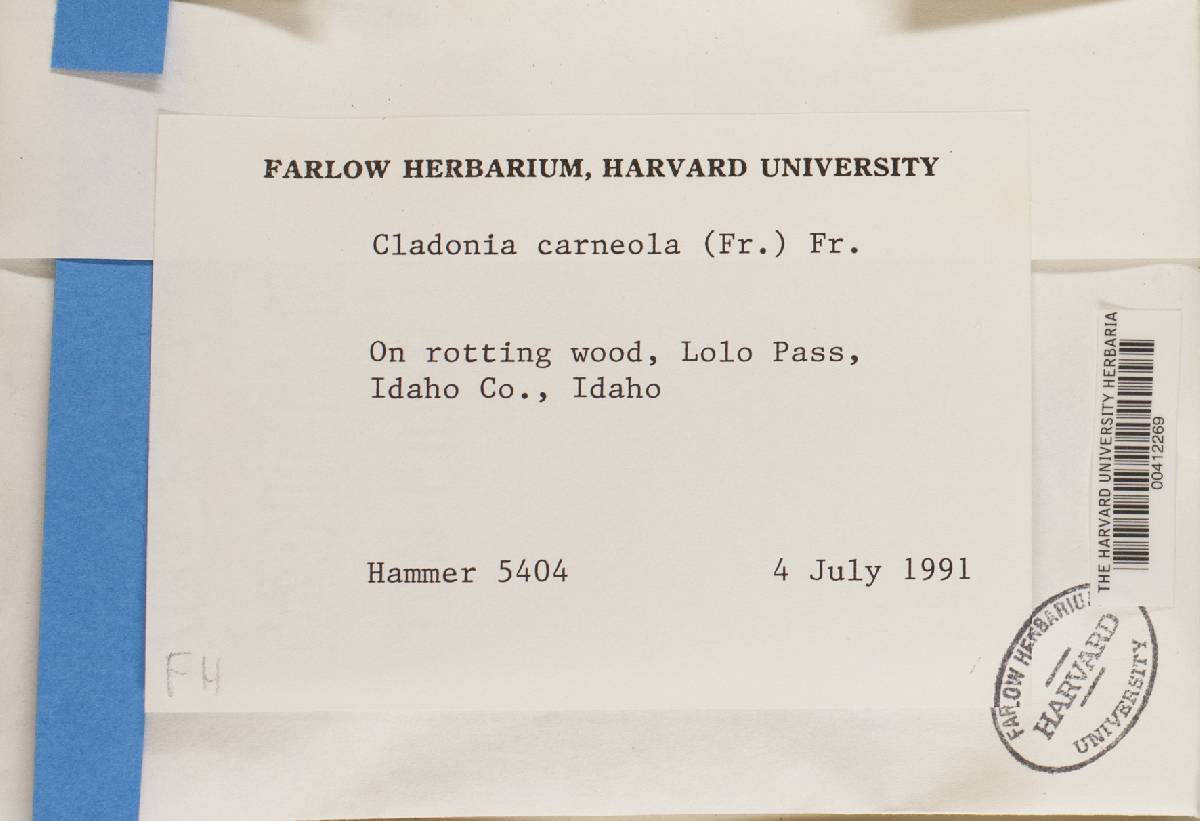 FARLOW HERBARIUM, HARVARD UNIVERSITY
Cladonia carneola (Fr.) Fr.
On rotting wood, Lolo Pass,
Idaho Co., Idaho
Hammer 5404 4 July 1991
FH
THE HARVARD UNIVERSITY HERBARIA
00412269
FARLOW HERBARIU
HARVARD
UNIVERSITY